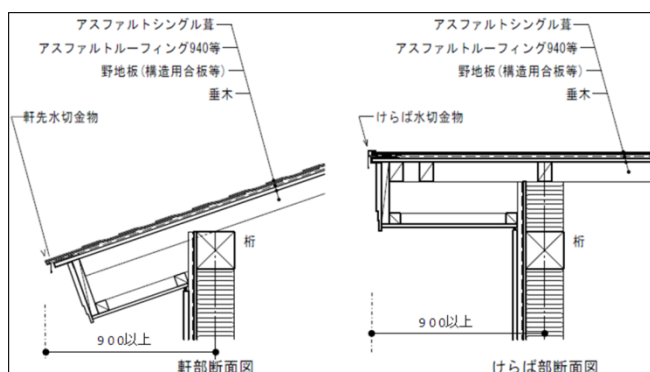 アスファルトシングル葺
アスファルトルーフィング940等
野地板(構造用合板等)
垂木
軒先水切金物
桁
900以上
軒部断面図
アスファルトシングル葺
アスファルトルーフィング940等
野地板(構造用合板等)
垂木
けらば水切金物
桁
900以上
けらば部断面図